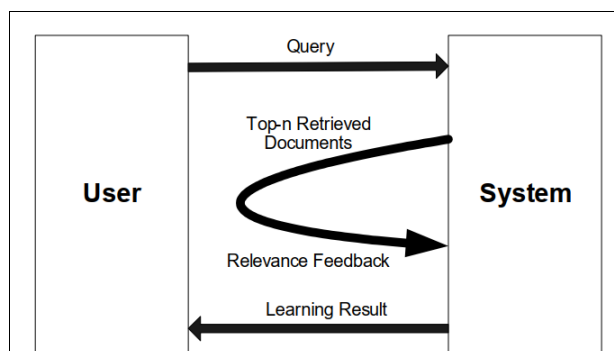 Query
Top-n Retrieved
Documents
User
System
Relevance Feedback
Learning Result